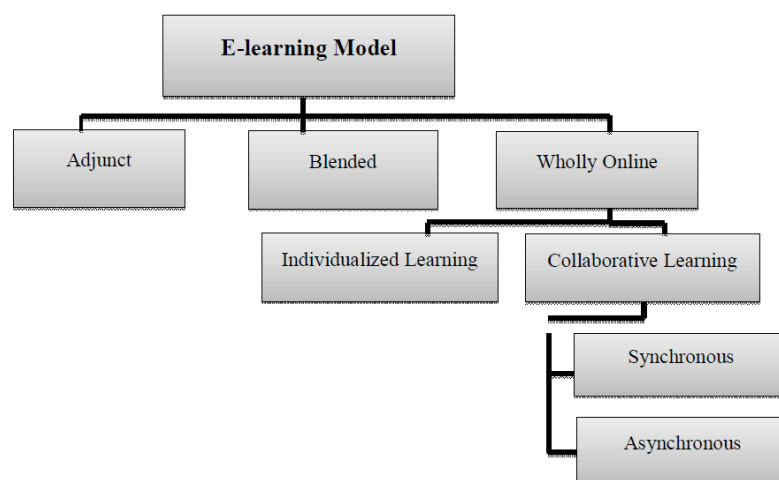 E-learning Model
Adjunct
Blended
Wholly Online
Individualized Learning
Collaborative Learning
Synchronous
Asynchronous